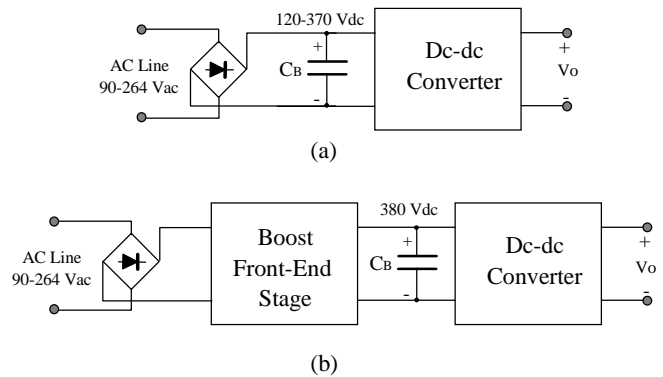 120-370 Vdc
AC Line
90-264 Vac
+
CB
-
Dc-dc
Converter
+
Vo
-
(a)
AC Line
90-264 Vac
Boost
Front-End
Stage
380 Vdc
+
CB
-
Dc-dc
Converter
+
Vo
-
(b)